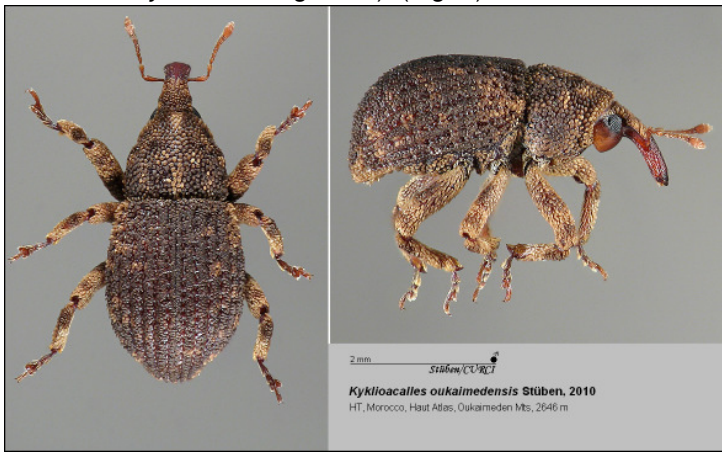 2 mm
Stüben/CURCI
Kyklioacalles oukaimedensis Stüben, 2010
HT, Morocco, Haut Atlas, Oukaimeden Mts, 2646 m